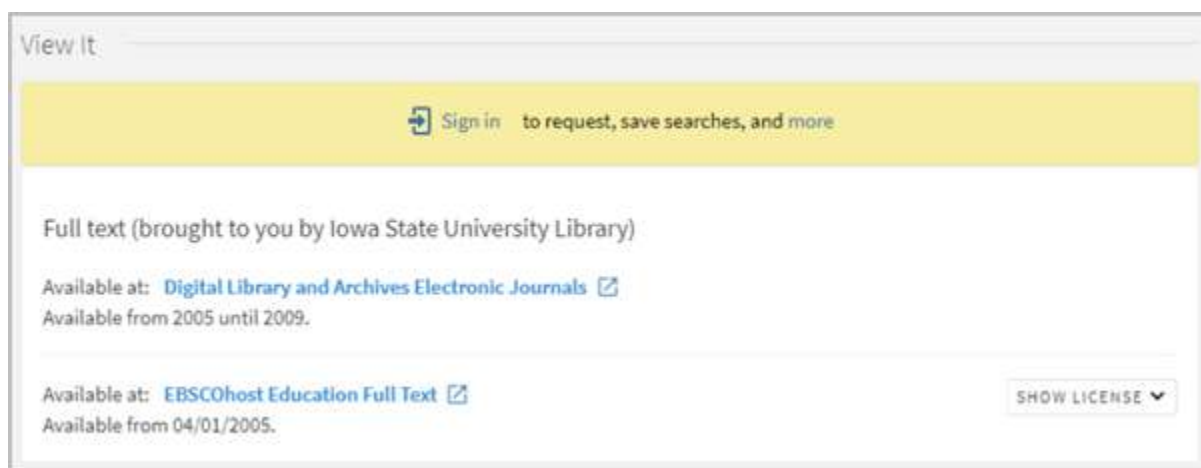 View It
Sign in to request, save searches, and more
Full text (brought to you by Iowa State University Library)
Available at: Digital Library and Archives Electronic Journals
Available from 2005 until 2009.
Available at: EBSCOhost Education Full Text
SHOW LICENSE
Available from 04/01/2005.